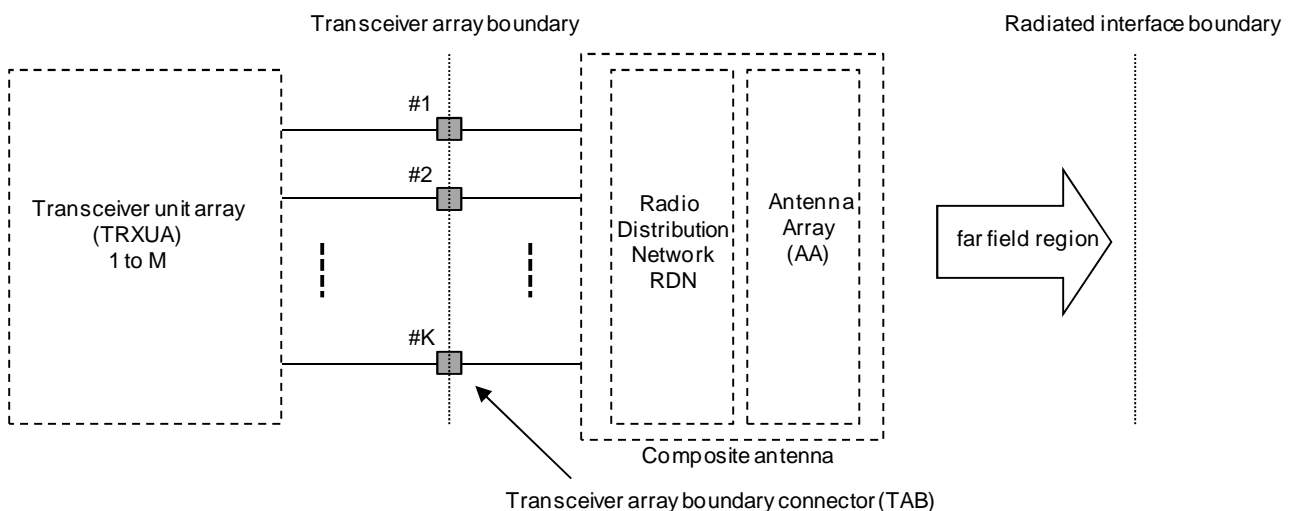 Transceiver array boundary
Radiated interface boundary
#1
#2
#K
Transceiver unit array
(TRXUA)
1 to M
Radio
Distribution
Network
RDN
Antenna
Array
(AA)
far field region
Composite antenna
Transceiver array boundary connector (TAB)